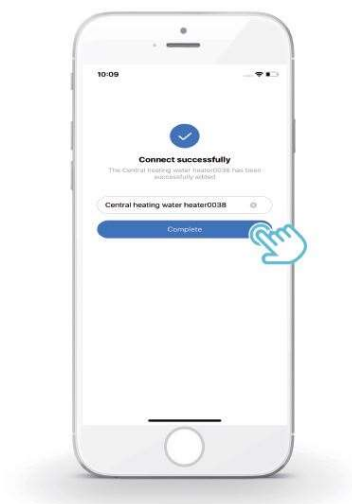 10:09
Connect successfully
The Central heating water heater0038 has been
successfully added
Central heating water heater0038
Complete